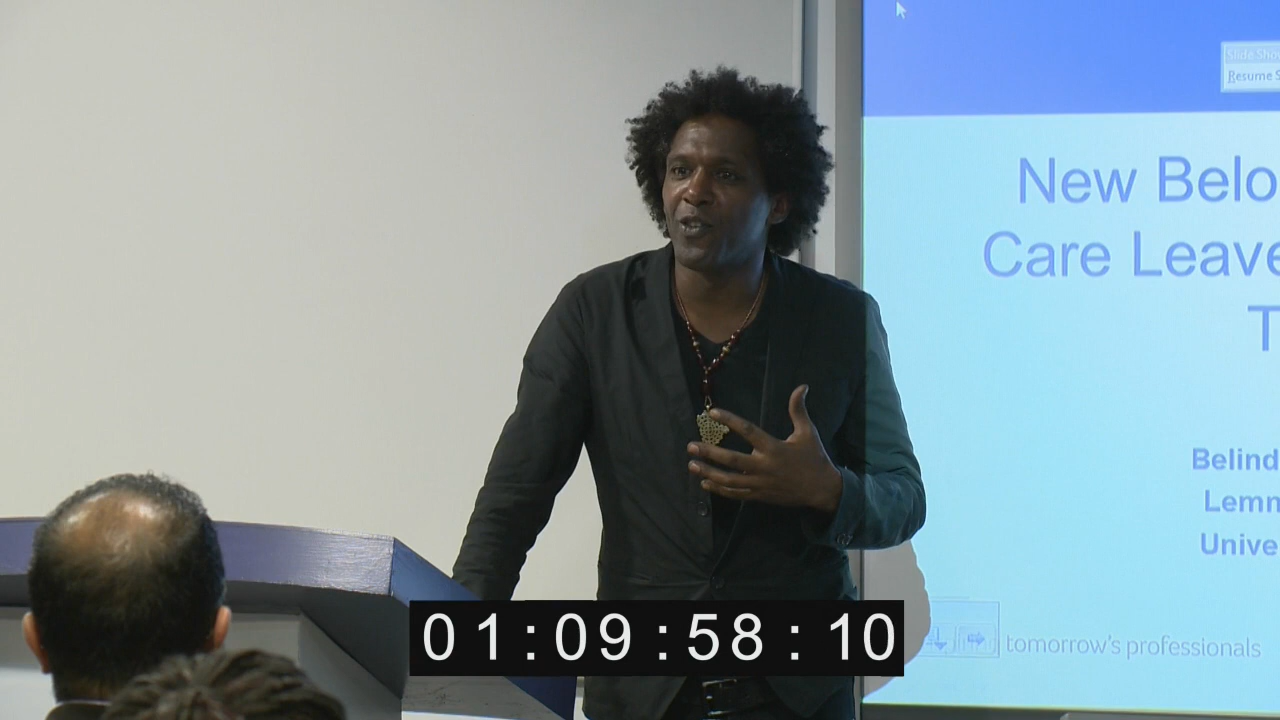 Slide Sho
Resume S
New Belo
Care Leave
T
Belind
Lemn
Unive
tomorrow's professionals
01:09:58:10